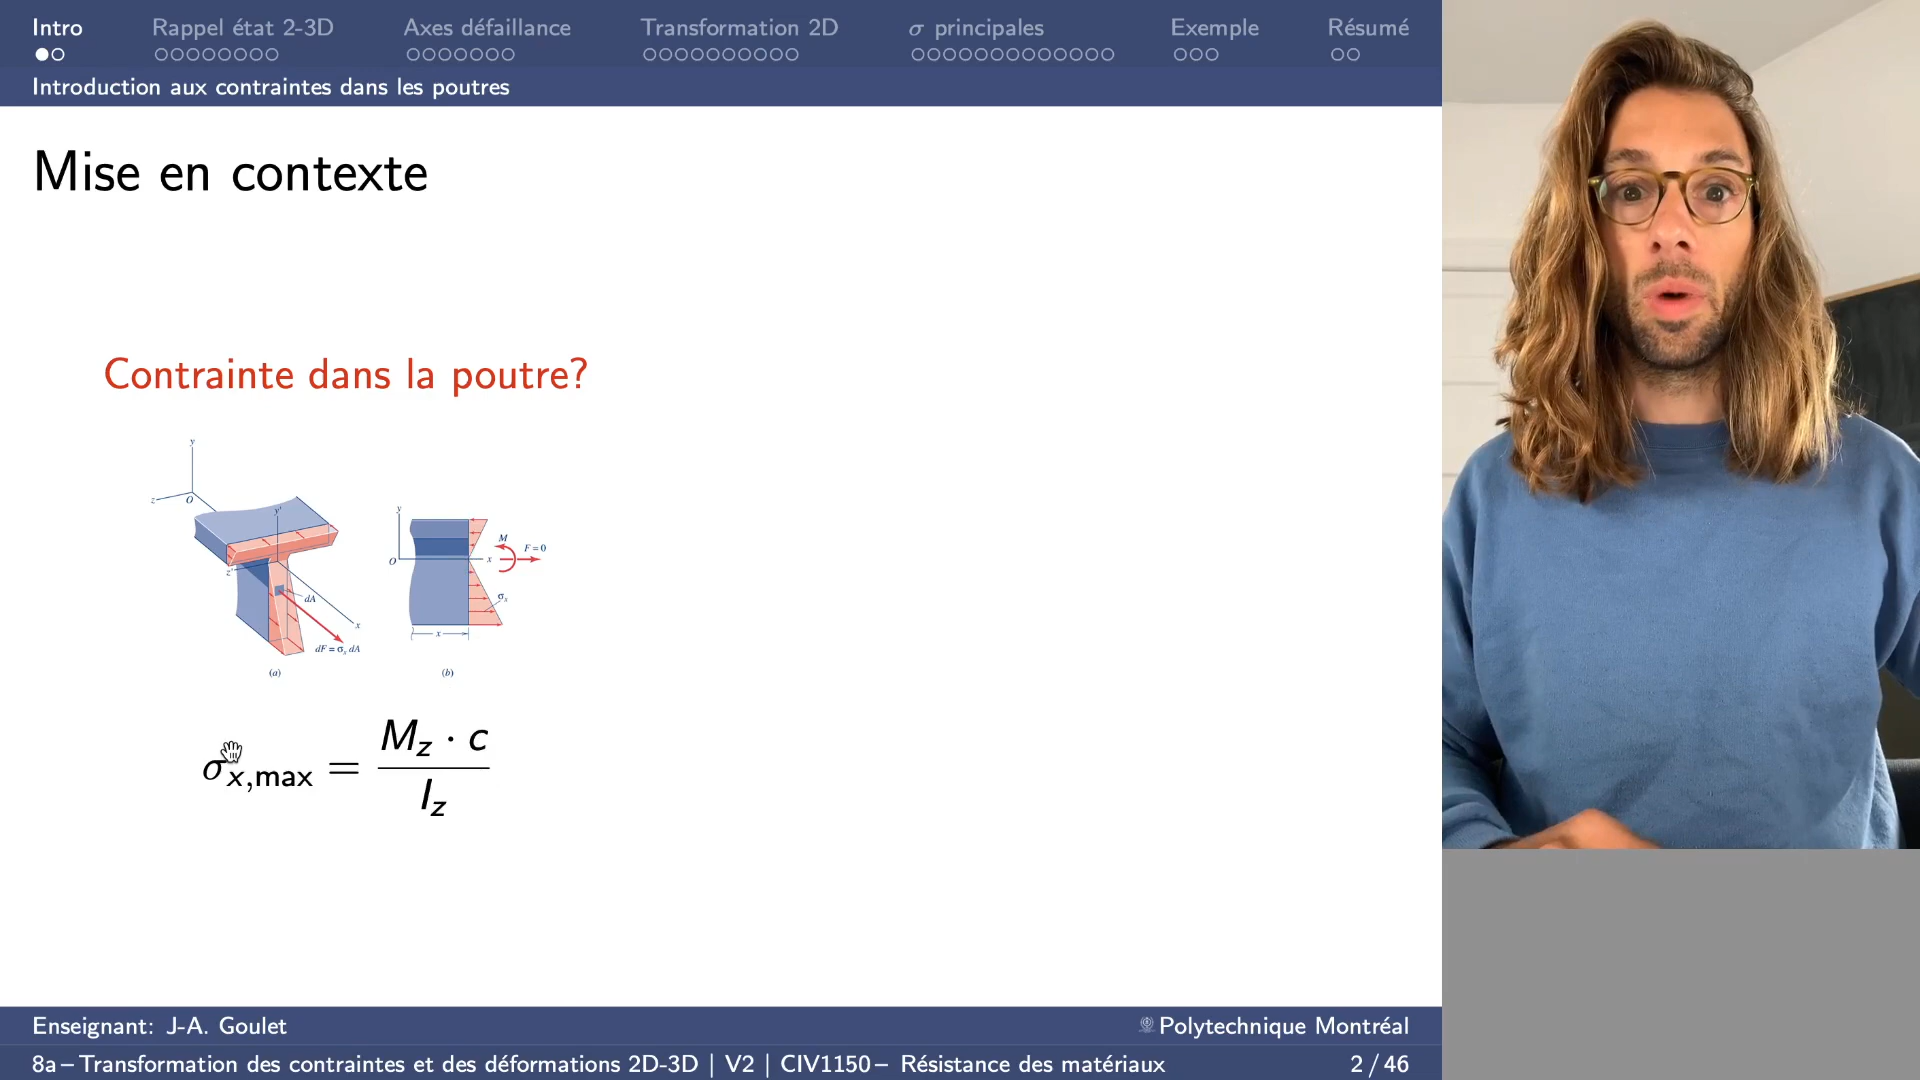 Intro Rappel état 2-3D Axes défaillance Transformation 2D σ principales Exemple Résumé
Introduction aux contraintes dans les poutres
Mise en contexte
Contrainte dans la poutre?
y
z O
y'
z'
dA
x
dF = σx dA
(a)
y
M
F = 0
O x
σx
x
(b)
σx,max = Mz · c / Iz
Enseignant: J-A. Goulet Polytechnique Montréal
8a – Transformation des contraintes et des déformations 2D-3D | V2 | CIV1150 – Résistance des matériaux 2 / 46